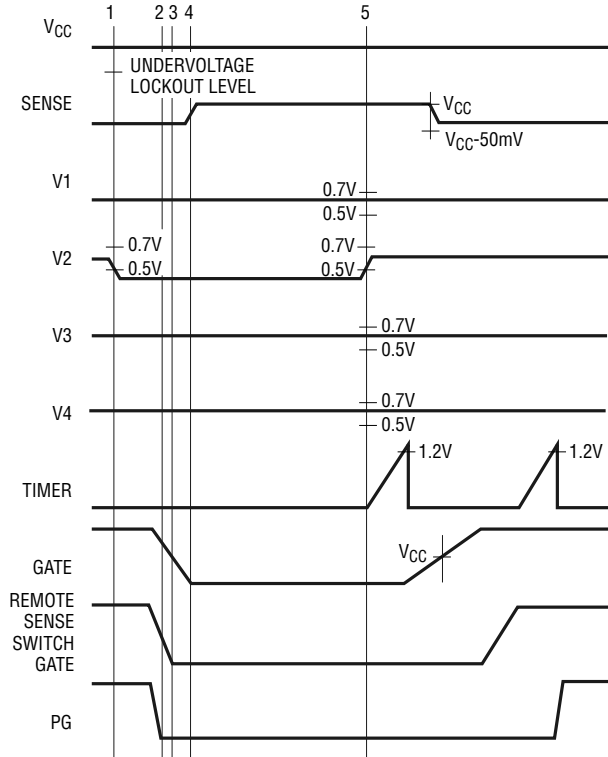 1 2 3 4 5
VCC
UNDERVOLTAGE
LOCKOUT LEVEL
SENSE
VCC
VCC-50mV
V1
0.7V
0.5V
V2
0.7V
0.5V
0.7V
0.5V
V3
0.7V
0.5V
V4
0.7V
0.5V
TIMER
1.2V
1.2V
GATE
VCC
REMOTE
SENSE
SWITCH
GATE
PG